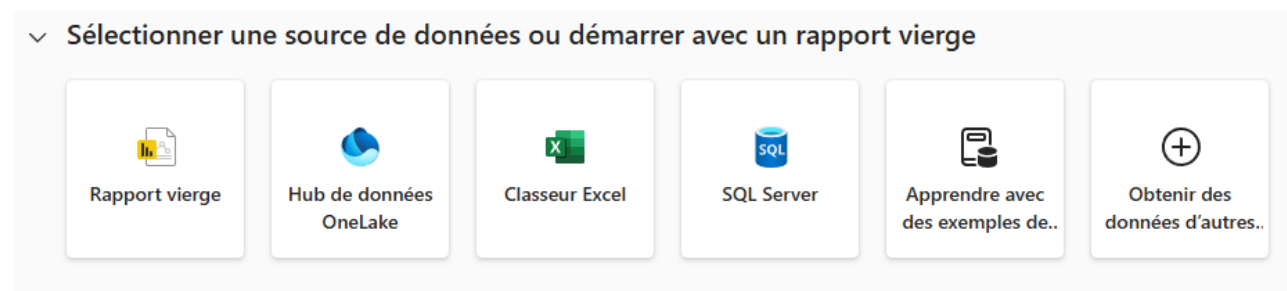 Sélectionner une source de données ou démarrer avec un rapport vierge
Rapport vierge
Hub de données
OneLake
X
Classeur Excel
SQL
SQL Server
Apprendre avec
des exemples de..
Obtenir des
données d'autres..